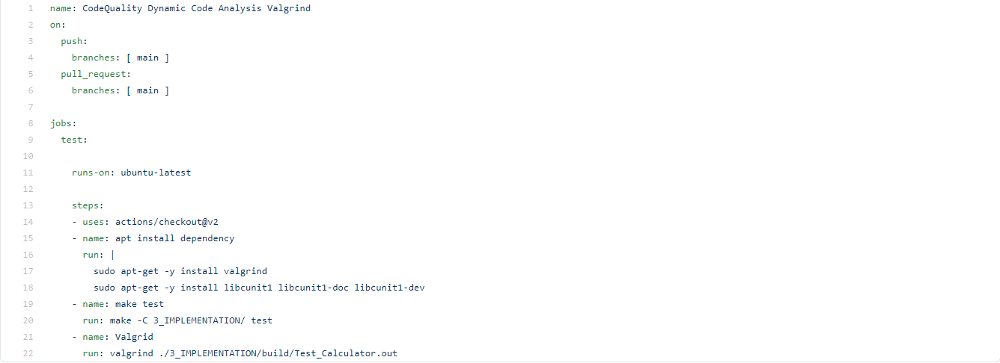 1 name: CodeQuality Dynamic Code Analysis Valgrind
2 on:
3 push:
4 branches: [ main ]
5 pull_request:
6 branches: [ main ]
7
8 jobs:
9 test:
10
11 runs-on: ubuntu-latest
12
13 steps:
14 - uses: actions/checkout@v2
15 - name: apt install dependency
16 run: |
17 sudo apt-get -y install valgrind
18 sudo apt-get -y install libcunit1 libcunit1-doc libcunit1-dev
19 - name: make test
20 run: make -C 3_IMPLEMENTATION/ test
21 - name: Valgrid
22 run: valgrind ./3_IMPLEMENTATION/build/Test_Calculator.out